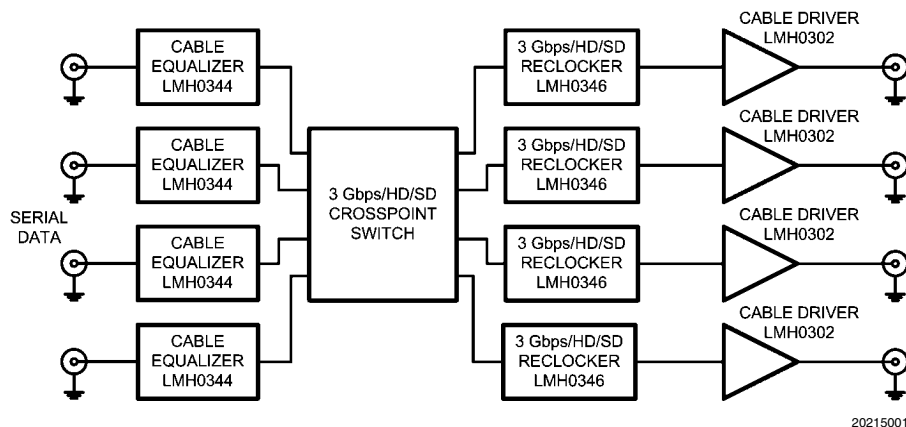 CABLE
EQUALIZER
LMH0344
3 Gbps/HD/SD
RECLOCKER
LMH0346
CABLE DRIVER
LMH0302
CABLE
EQUALIZER
LMH0344
3 Gbps/HD/SD
RECLOCKER
LMH0346
CABLE DRIVER
LMH0302
SERIAL
DATA
3 Gbps/HD/SD
CROSSPOINT
SWITCH
CABLE
EQUALIZER
LMH0344
3 Gbps/HD/SD
RECLOCKER
LMH0346
CABLE DRIVER
LMH0302
CABLE
EQUALIZER
LMH0344
3 Gbps/HD/SD
RECLOCKER
LMH0346
CABLE DRIVER
LMH0302
20215001